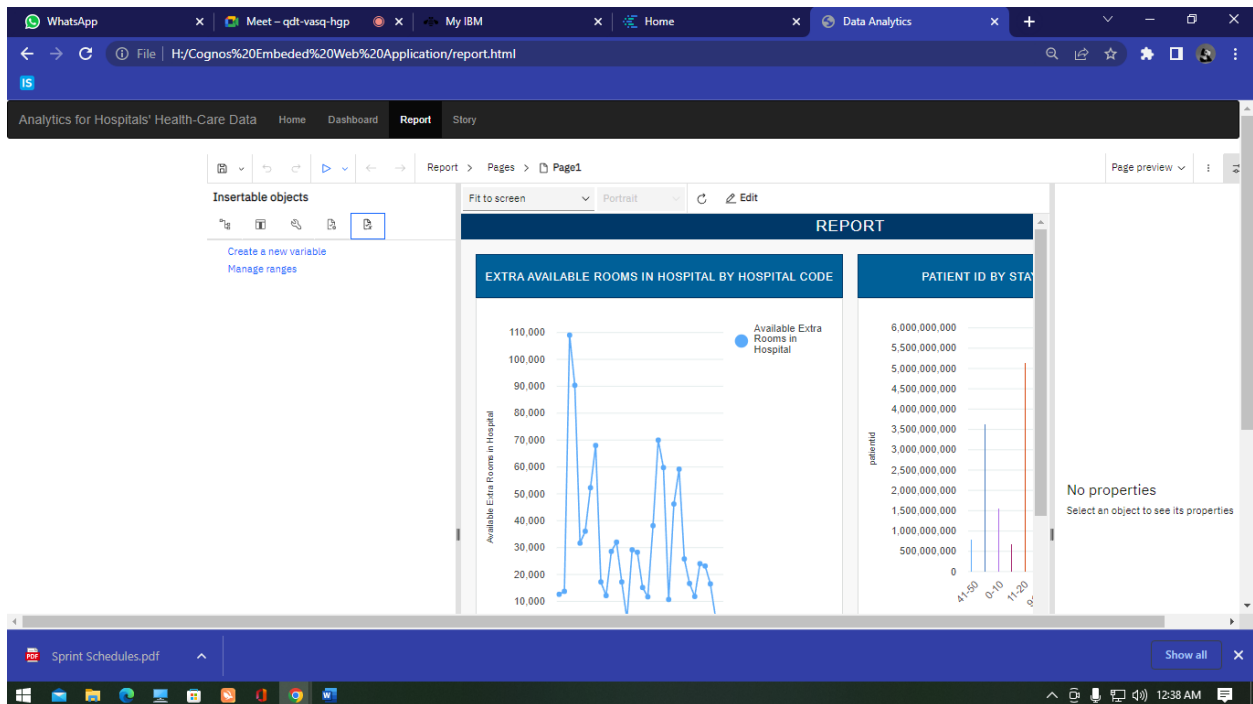 WhatsApp
Meet – qdt-vasq-hgp
My IBM
Home
Data Analytics
File | H:/Cognos%20Embeded%20Web%20Application/report.html
IS
Analytics for Hospitals' Health-Care Data Home Dashboard Report Story
Report > Pages > Page1
Page preview
Insertable objects
Fit to screen
Portrait
Edit
Create a new variable
Manage ranges
REPORT
EXTRA AVAILABLE ROOMS IN HOSPITAL BY HOSPITAL CODE
110,000
100,000
90,000
80,000
70,000
60,000
50,000
40,000
30,000
20,000
10,000
Available Extra Rooms in Hospital
Available Extra
Rooms in
Hospital
PATIENT ID BY STA
6,000,000,000
5,500,000,000
5,000,000,000
4,500,000,000
4,000,000,000
3,500,000,000
3,000,000,000
2,500,000,000
2,000,000,000
1,500,000,000
1,000,000,000
500,000,000
0
patientid
41-50
0-10
11-20
No properties
Select an object to see its properties
PDF
Sprint Schedules.pdf
Show all
12:38 AM